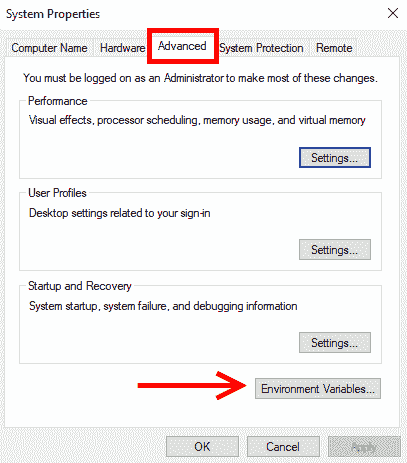 System Properties
Computer Name Hardware Advanced System Protection Remote
You must be logged on as an Administrator to make most of these changes.
Performance
Visual effects, processor scheduling, memory usage, and virtual memory
Settings...
User Profiles
Desktop settings related to your sign-in
Settings...
Startup and Recovery
System startup, system failure, and debugging information
Settings...
Environment Variables...
OK Cancel Apply